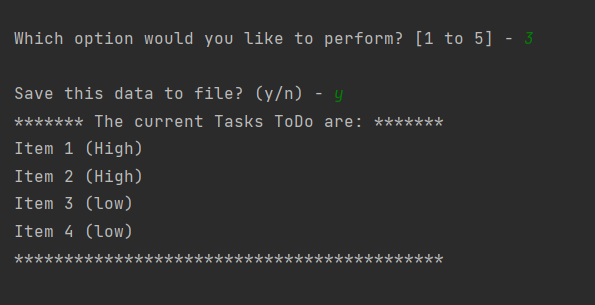 Which option would you like to perform? [1 to 5] - 3
Save this data to file? (y/n) - y
******* The current Tasks ToDo are: *******
Item 1 (High)
Item 2 (High)
Item 3 (low)
Item 4 (low)
*******************************************